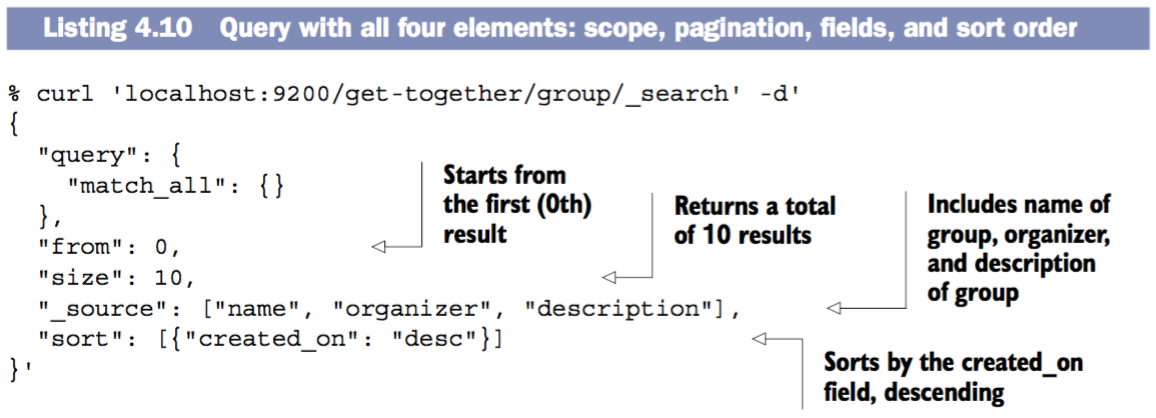 Listing 4.10 Query with all four elements: scope, pagination, fields, and sort order
% curl 'localhost:9200/get-together/group/_search' -d'
{
"query": {
"match_all": {}
},
"from": 0,
"size": 10,
"_source": ["name", "organizer", "description"],
"sort": [{"created_on": "desc"}]
}'
Starts from
the first (0th)
result
Returns a total
of 10 results
Includes name of
group, organizer,
and description
of group
Sorts by the created_on
field, descending